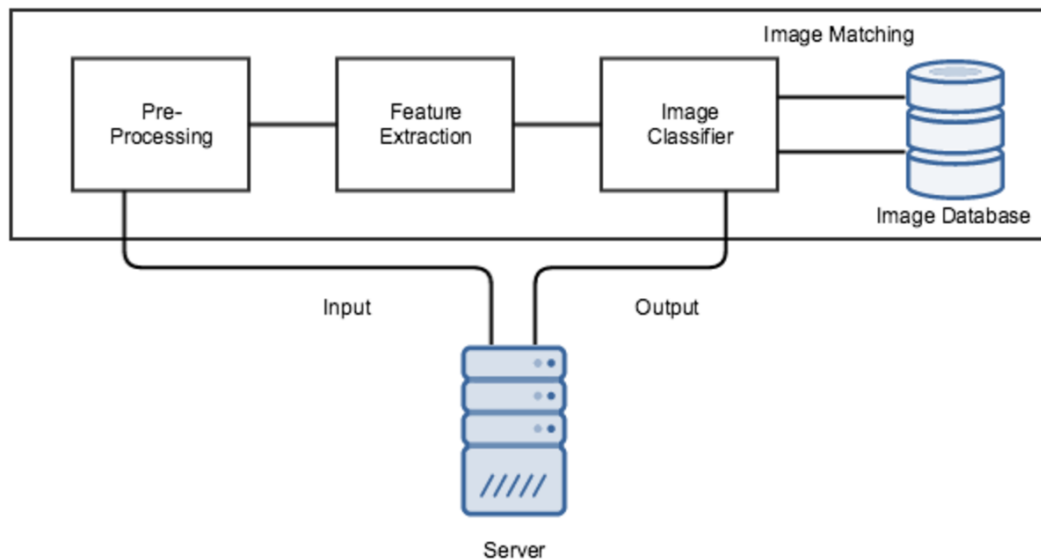 Image Matching
Pre-
Processing
Feature
Extraction
Image
Classifier
Image Database
Input
Output
Server